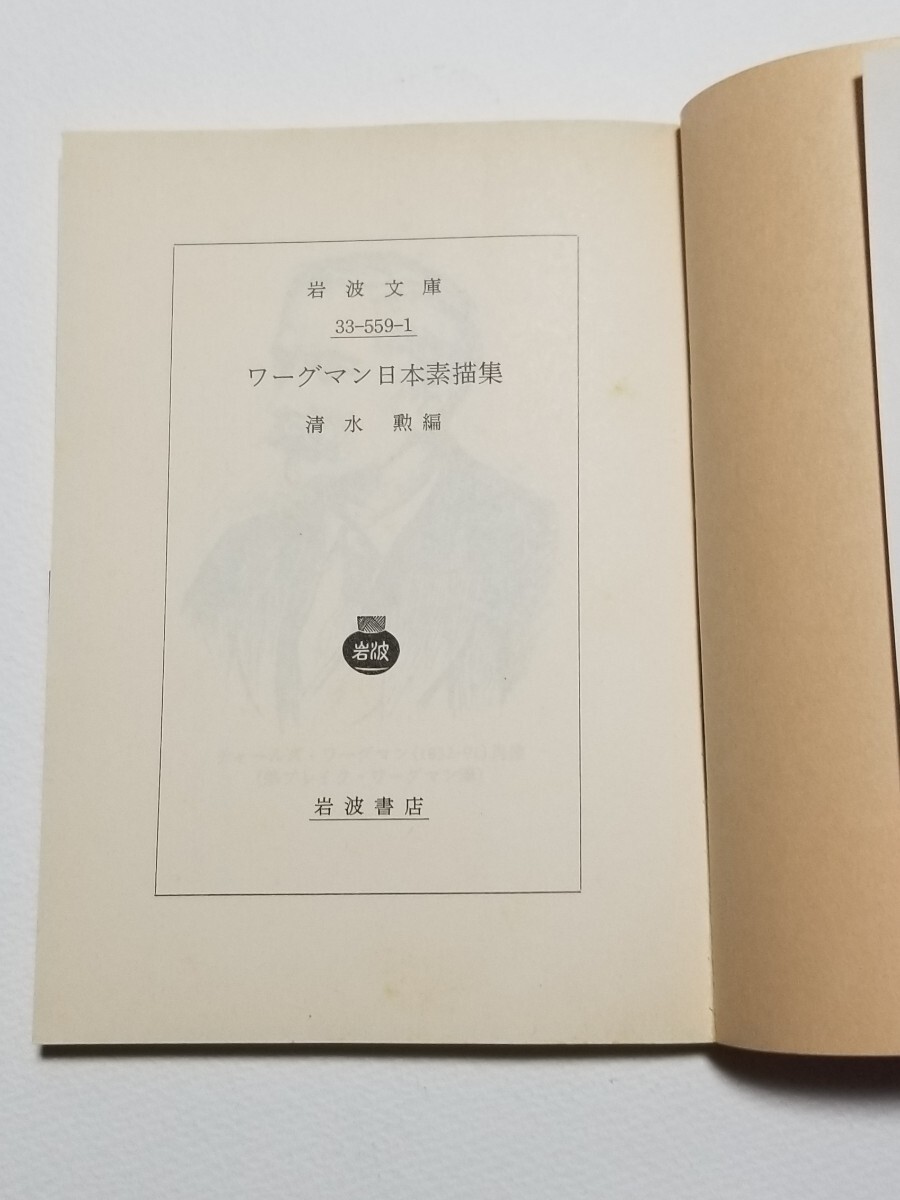 岩波文庫
33-559-1
ワーグマン日本素描集
清水 勲編
岩波
岩波書店